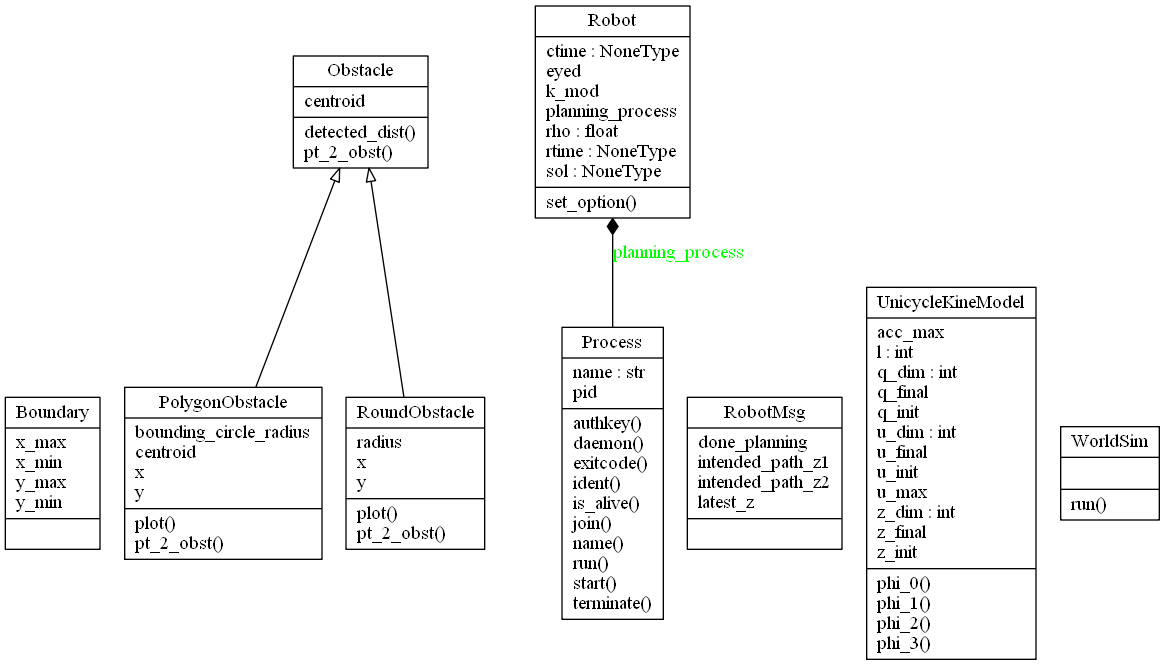 Robot
ctime : NoneType
eyed
k_mod
planning_process
rho : float
rtime : NoneType
sol : NoneType
set_option()
Obstacle
centroid
detected_dist()
pt_2_obst()
planning_process
Boundary
x_max
x_min
y_max
y_min
PolygonObstacle
bounding_circle_radius
centroid
x
y
plot()
pt_2_obst()
RoundObstacle
radius
x
y
plot()
pt_2_obst()
Process
name : str
pid
authkey()
daemon()
exitcode()
ident()
is_alive()
join()
name()
run()
start()
terminate()
RobotMsg
done_planning
intended_path_z1
intended_path_z2
latest_z
UnicycleKineModel
acc_max
l : int
q_dim : int
q_final
q_init
u_dim : int
u_final
u_init
u_max
z_dim : int
z_final
z_init
phi_0()
phi_1()
phi_2()
phi_3()
WorldSim
run()